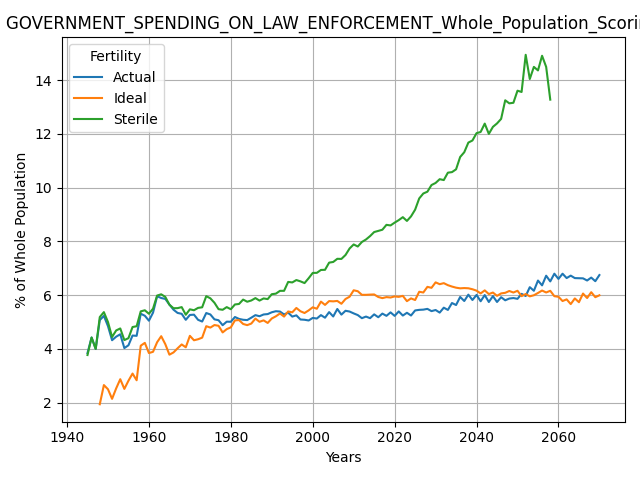 GOVERNMENT_SPENDING_ON_LAW_ENFORCEMENT_Whole_Population_Scori
Fertility
Actual
Ideal
Sterile
% of Whole Population
14
12
10
8
6
4
2
1940 1960 1980 2000 2020 2040 2060
Years